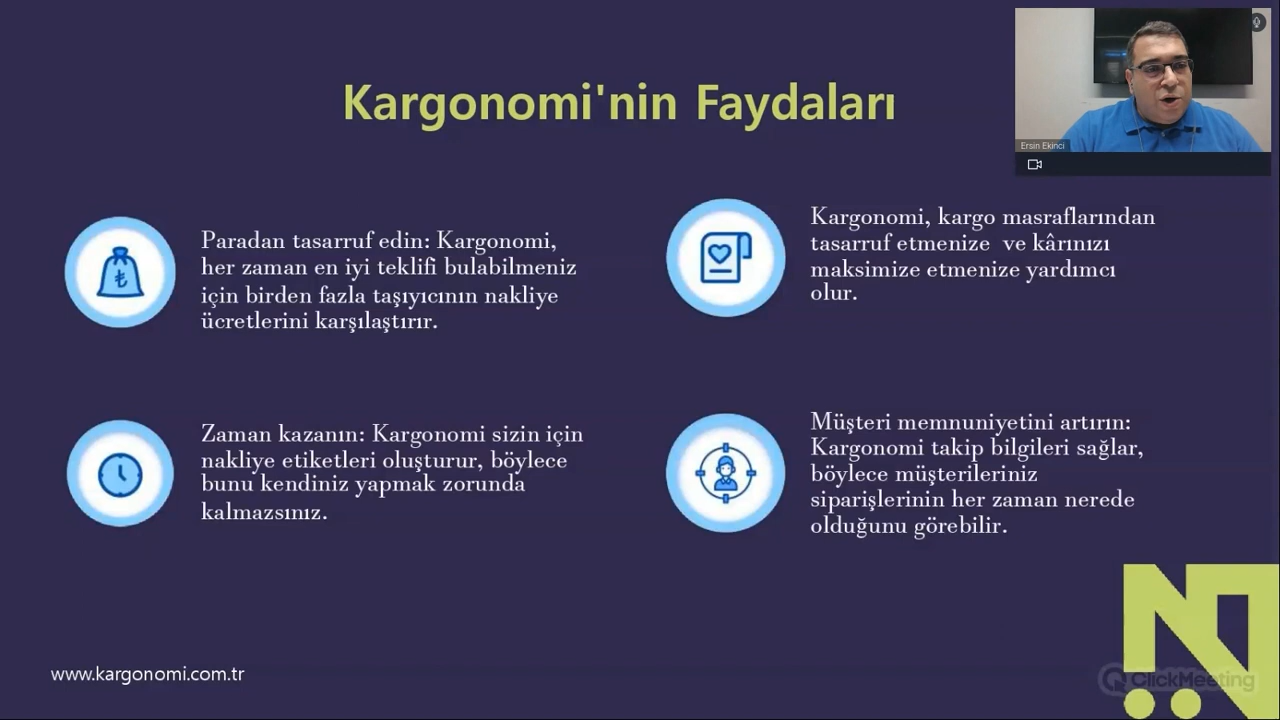 Kargonomi'nin Faydaları
Ersin Ekinci
Paradan tasarruf edin: Kargonomi,
her zaman en iyi teklifi bulabilmeniz
için birden fazla taşıyıcının nakliye
ücretlerini karşılaştırır.
Kargonomi, kargo masraflarından
tasarruf etmenize ve kârınızı
maksimize etmenize yardımcı
olur.
Zaman kazanın: Kargonomi sizin için
nakliye etiketleri oluşturur, böylece
bunu kendiniz yapmak zorunda
kalmazsınız.
Müşteri memnuniyetini artırın:
Kargonomi takip bilgileri sağlar,
böylece müşterileriniz
siparişlerinin her zaman nerede
olduğunu görebilir.
www.kargonomi.com.tr
ClickMeeting